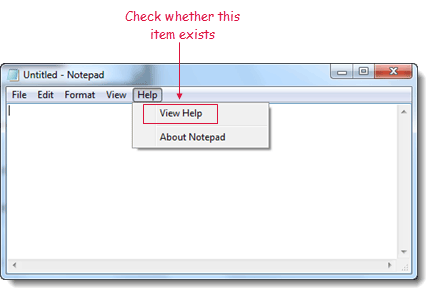 Check whether this
item exists
Untitled - Notepad
File Edit Format View Help
View Help
About Notepad